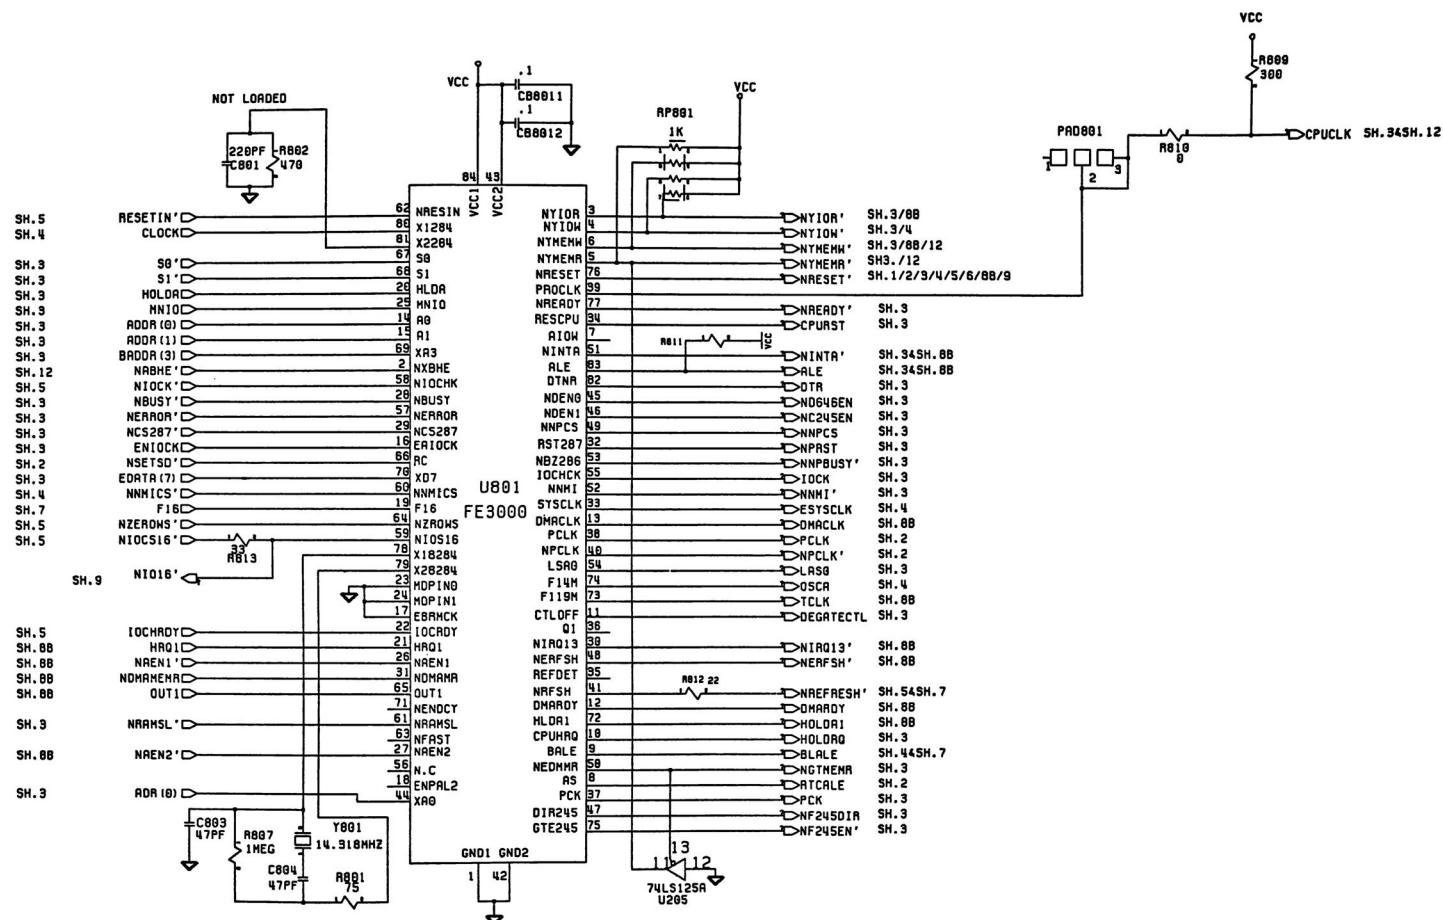 VCC
R809
300
VCC
.1
CB8011
VCC
NOT LOADED
.1
CB8012
RP801
1K
PAD801
CPUCLK SH.34SH.12
R810
0
1 2 3
220PF
C801
R802
470
84 43
VCC1 VCC2
SH.5 RESETIN' 62 NRESIN NYIOR 3 NYIOR' SH.3/8B
SH.4 CLOCK 80 X1284 NYIOW 4 NYIOW' SH.3/4
81 X2284 NYMEMW 6 NYMEMW' SH.3/8B/12
SH.3 S0' 67 S0 NYMEMR 5 NYMEMR' SH3./12
SH.3 S1' 68 S1 NRESET 76 NRESET' SH.1/2/3/4/5/6/8B/9
SH.3 HOLDA 20 HLDA PROCLK 39
SH.3 MNIO 25 MNIO NREADY 77 NREADY' SH.3
SH.3 ADDR(0) 14 A0 RESCPU 34 CPURST SH.3
SH.3 ADDR(1) 15 A1 AIOW 7
R811 VCC
SH.3 BADDR(3) 69 XA3 NINTA 51 NINTA' SH.34SH.8B
SH.12 NABHE' 2 NXBHE ALE 83 ALE SH.34SH.8B
SH.5 NIOCK' 58 NIOCHK DTNR 82 DTR SH.3
SH.3 NBUSY' 28 NBUSY NDEN0 45 ND646EN SH.3
SH.3 NERROR' 57 NERROR NDEN1 46 NC245EN SH.3
SH.3 NCS287' 29 NCS287 NNPCS 49 NNPCS SH.3
SH.3 ENIOCK 16 EAIOCK RST287 32 NPRST SH.3
SH.2 NSETSD' 66 RC NBZ286 53 NNPBUSY' SH.3
SH.3 EDATA(7) 70 XD7 IOCHCK 55 IOCK SH.3
SH.4 NNMICS' 60 NNMICS NNMI 52 NNMI' SH.3
U801
FE3000
SH.7 F16 19 F16 SYSCLK 33 ESYSCLK SH.4
SH.5 NZEROWS' 64 NZROWS DMACLK 13 DMACLK SH.8B
SH.5 NIOCS16' 59 NIOS16 PCLK 38 PCLK SH.2
33
R813
78 X18284 NPCLK 40 NPCLK' SH.2
SH.9 NIO16' 79 X28284 LSA0 54 LAS0 SH.3
23 MDPIN0 F14M 74 OSCA SH.4
24 MDPIN1 F119M 73 TCLK SH.8B
17 EBRMCK CTLOFF 11 DEGATECTL SH.3
SH.5 IOCHRDY 22 IOCRDY Q1 36
SH.8B HRQ1 21 HRQ1 NIRQ13 30 NIRQ13' SH.8B
SH.8B NAEN1' 26 NAEN1 NERFSH 48 NERFSH' SH.8B
SH.8B NDMAMEMR 31 NDMAMR REFDET 35
SH.8B OUT1 65 OUT1 NRFSH 41 R812 22 NREFRESH' SH.54SH.7
71 NENDCY DMARDY 12 DMARDY SH.8B
SH.3 NRAMSL' 61 NRAMSL HLDA1 72 HOLDA1 SH.8B
63 NFAST CPUHRQ 10 HOLDRQ SH.3
SH.8B NAEN2' 27 NAEN2 BALE 9 BLALE SH.44SH.7
56 N.C NEDMMR 50 NGTMEMR SH.3
18 ENPAL2 AS 8 RTCALE SH.2
SH.3 ADR(0) 44 XA0 PCK 37 PCK SH.3
DIR245 47 NF245DIR SH.3
GTE245 75 NF245EN' SH.3
C803
47PF
R807
1MEG
Y801
14.318MHZ
C804
47PF
R801
75
GND1 GND2
1 42
13
11 12
74LS125A
U205